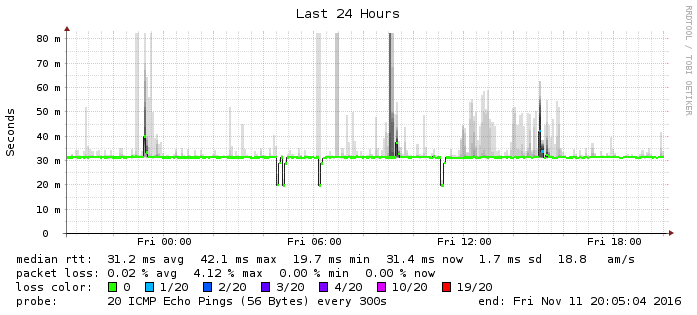 Last 24 Hours
RRDTOOL / TOBI OETIKER
Seconds
80 m
70 m
60 m
50 m
40 m
30 m
20 m
10 m
0
Fri 00:00 Fri 06:00 Fri 12:00 Fri 18:00
median rtt: 31.2 ms avg 42.1 ms max 19.7 ms min 31.4 ms now 1.7 ms sd 18.8 am/s
packet loss: 0.02 % avg 4.12 % max 0.00 % min 0.00 % now
loss color: 0 1/20 2/20 3/20 4/20 10/20 19/20
probe: 20 ICMP Echo Pings (56 Bytes) every 300s end: Fri Nov 11 20:05:04 2016